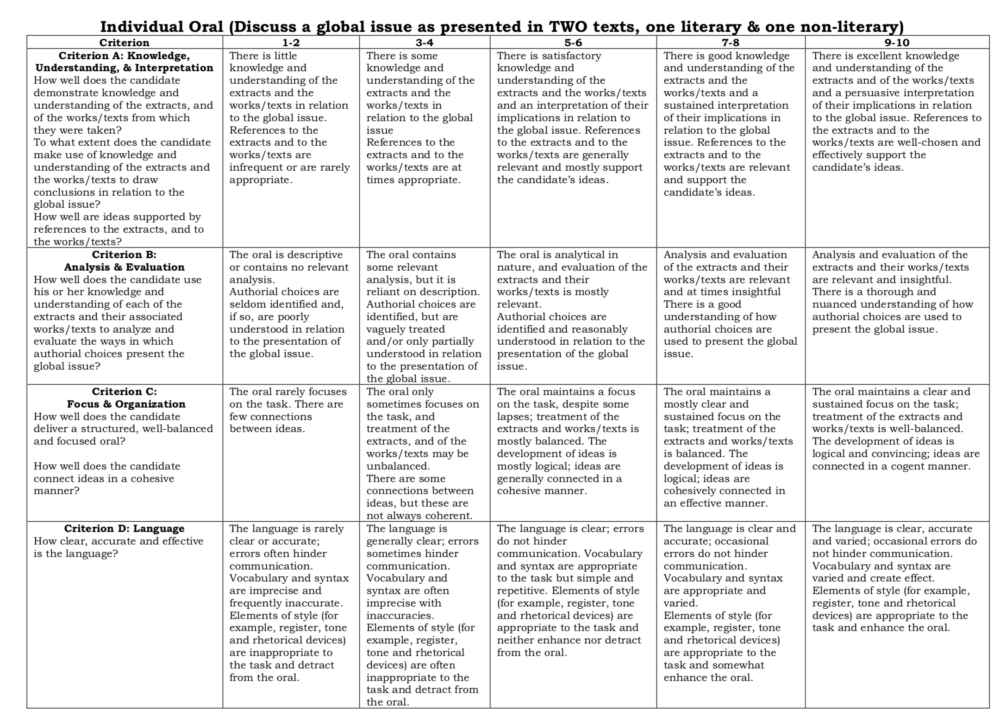 Individual Oral (Discuss a global issue as presented in TWO texts, one literary & one non-literary)
Criterion
1-2
3-4
5-6
7-8
9-10
Criterion A: Knowledge,
Understanding, & Interpretation
How well does the candidate
demonstrate knowledge and
understanding of the extracts, and
of the works/texts from which
they were taken?
To what extent does the candidate
make use of knowledge and
understanding of the extracts and
the works/texts to draw
conclusions in relation to the
global issue?
How well are ideas supported by
references to the extracts, and to
the works/texts?
There is little
knowledge and
understanding of the
extracts and the
works/texts in relation
to the global issue.
References to the
extracts and to the
works/texts are
infrequent or are rarely
appropriate.
There is some
knowledge and
understanding of the
extracts and the
works/texts in
relation to the global
issue
References to the
extracts and to the
works/texts are at
times appropriate.
There is satisfactory
knowledge and
understanding of the
extracts and the works/texts
and an interpretation of their
implications in relation to
the global issue. References
to the extracts and to the
works/texts are generally
relevant and mostly support
the candidate’s ideas.
There is good knowledge
and understanding of the
extracts and the
works/texts and a
sustained interpretation
of their implications in
relation to the global
issue. References to the
extracts and to the
works/texts are relevant
and support the
candidate’s ideas.
There is excellent knowledge
and understanding of the
extracts and of the works/texts
and a persuasive interpretation
of their implications in relation
to the global issue. References to
the extracts and to the
works/texts are well-chosen and
effectively support the
candidate’s ideas.
Criterion B:
Analysis & Evaluation
How well does the candidate use
his or her knowledge and
understanding of each of the
extracts and their associated
works/texts to analyze and
evaluate the ways in which
authorial choices present the
global issue?
The oral is descriptive
or contains no relevant
analysis.
Authorial choices are
seldom identified and,
if so, are poorly
understood in relation
to the presentation of
the global issue.
The oral contains
some relevant
analysis, but it is
reliant on description.
Authorial choices are
identified, but are
vaguely treated
and/or only partially
understood in relation
to the presentation of
the global issue.
The oral is analytical in
nature, and evaluation of the
extracts and their
works/texts is mostly
relevant.
Authorial choices are
identified and reasonably
understood in relation to the
presentation of the global
issue.
Analysis and evaluation
of the extracts and their
works/texts are relevant
and at times insightful
There is a good
understanding of how
authorial choices are
used to present the global
issue.
Analysis and evaluation of the
extracts and their works/texts
are relevant and insightful.
There is a thorough and
nuanced understanding of how
authorial choices are used to
present the global issue.
Criterion C:
Focus & Organization
How well does the candidate
deliver a structured, well-balanced
and focused oral?
How well does the candidate
connect ideas in a cohesive
manner?
The oral rarely focuses
on the task. There are
few connections
between ideas.
The oral only
sometimes focuses on
the task, and
treatment of the
extracts, and of the
works/texts may be
unbalanced.
There are some
connections between
ideas, but these are
not always coherent.
The oral maintains a focus
on the task, despite some
lapses; treatment of the
extracts and works/texts is
mostly balanced. The
development of ideas is
mostly logical; ideas are
generally connected in a
cohesive manner.
The oral maintains a
mostly clear and
sustained focus on the
task; treatment of the
extracts and works/texts
is balanced. The
development of ideas is
logical; ideas are
cohesively connected in
an effective manner.
The oral maintains a clear and
sustained focus on the task;
treatment of the extracts and
works/texts is well-balanced.
The development of ideas is
logical and convincing; ideas are
connected in a cogent manner.
Criterion D: Language
How clear, accurate and effective
is the language?
The language is rarely
clear or accurate;
errors often hinder
communication.
Vocabulary and syntax
are imprecise and
frequently inaccurate.
Elements of style (for
example, register, tone
and rhetorical devices)
are inappropriate to
the task and detract
from the oral.
The language is
generally clear; errors
sometimes hinder
communication.
Vocabulary and
syntax are often
imprecise with
inaccuracies.
Elements of style (for
example, register,
tone and rhetorical
devices) are often
inappropriate to the
task and detract from
the oral.
The language is clear; errors
do not hinder
communication. Vocabulary
and syntax are appropriate
to the task but simple and
repetitive. Elements of style
(for example, register, tone
and rhetorical devices) are
appropriate to the task and
neither enhance nor detract
from the oral.
The language is clear and
accurate; occasional
errors do not hinder
communication.
Vocabulary and syntax
are appropriate and
varied.
Elements of style (for
example, register, tone
and rhetorical devices)
are appropriate to the
task and somewhat
enhance the oral.
The language is clear, accurate
and varied; occasional errors do
not hinder communication.
Vocabulary and syntax are
varied and create effect.
Elements of style (for example,
register, tone and rhetorical
devices) are appropriate to the
task and enhance the oral.